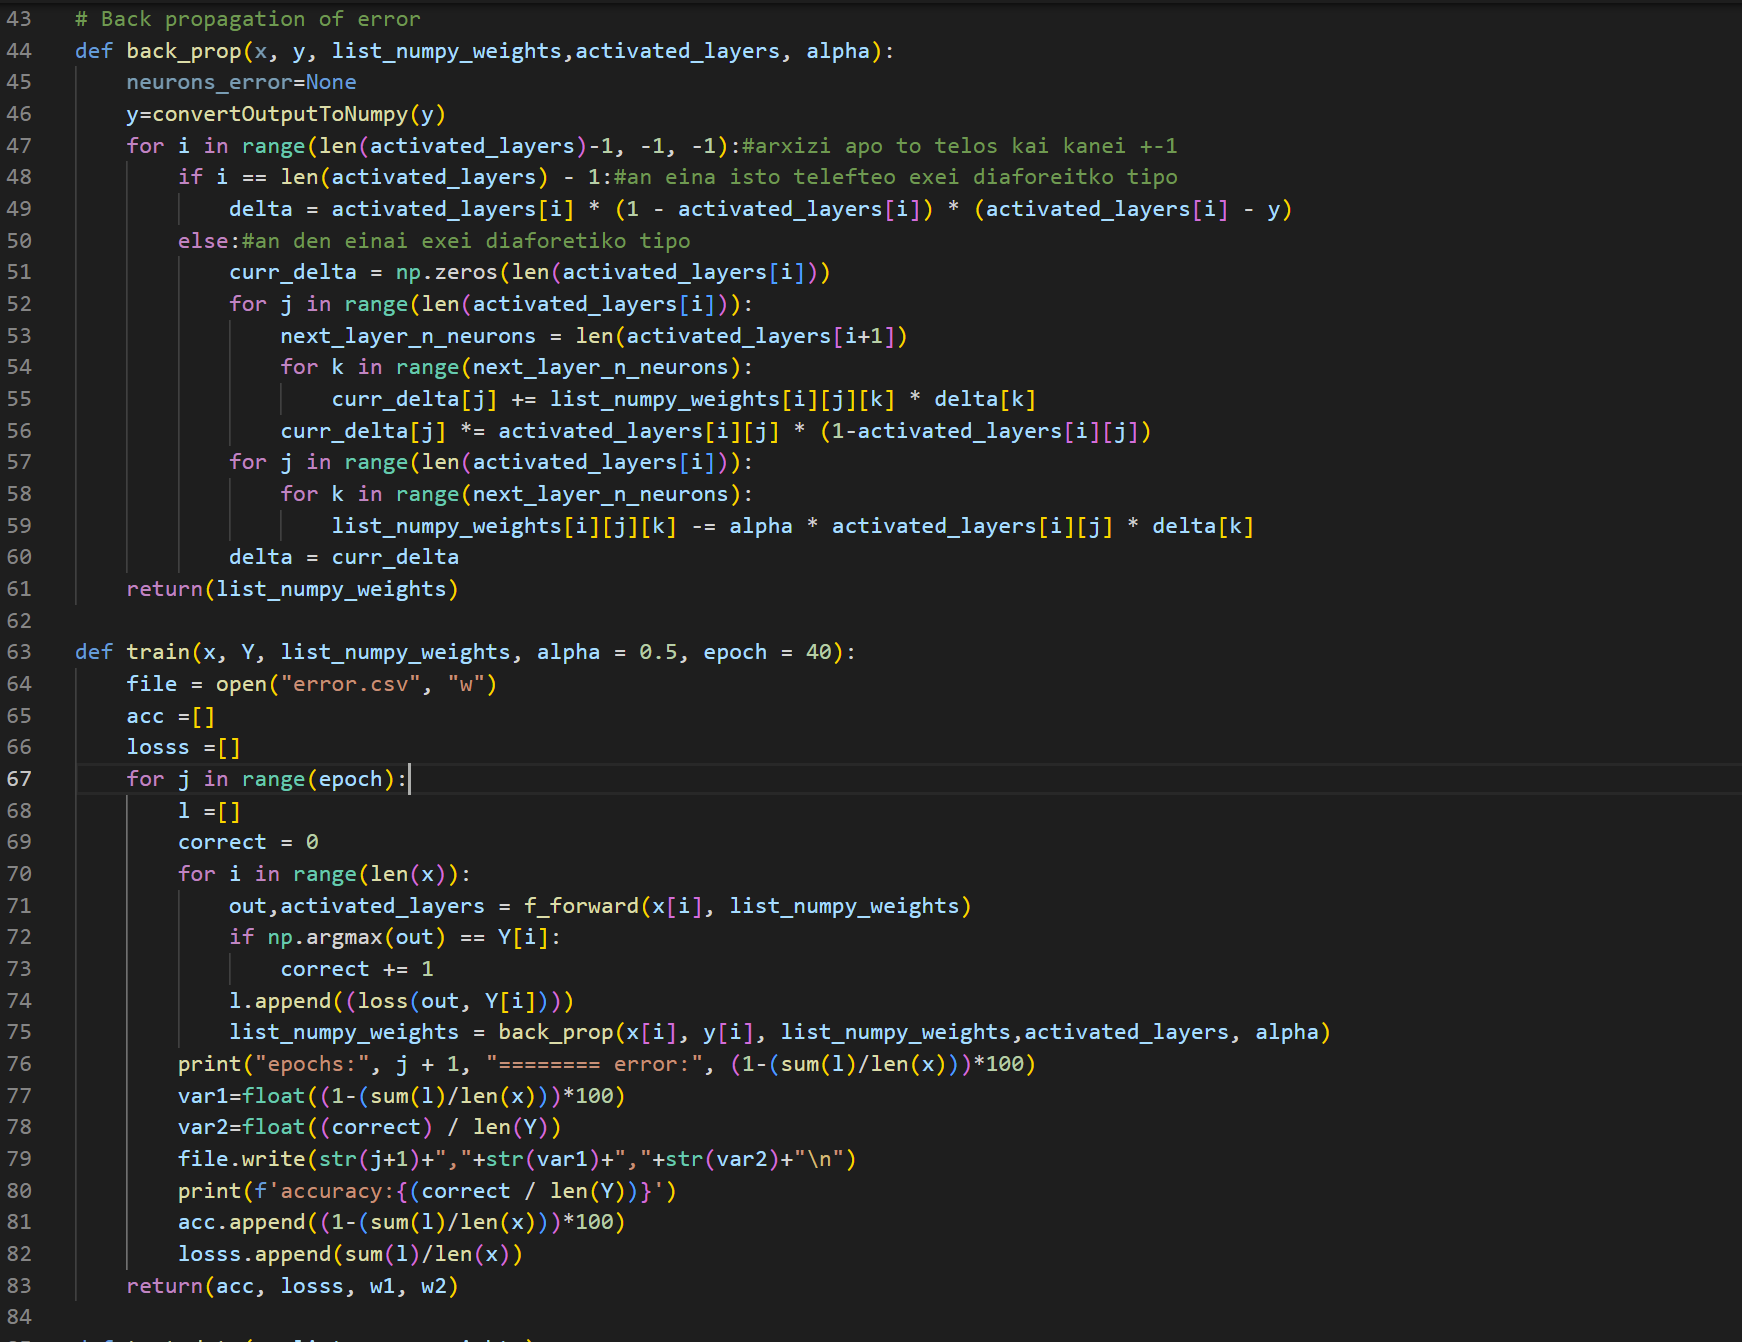 43 # Back propagation of error
44 def back_prop(x, y, list_numpy_weights,activated_layers, alpha):
45     neurons_error=None
46     y=convertOutputToNumpy(y)
47     for i in range(len(activated_layers)-1, -1, -1):#arxizi apo to telos kai kanei +-1
48         if i == len(activated_layers) - 1:#an eina isto telefteo exei diaforeitko tipo
49             delta = activated_layers[i] * (1 - activated_layers[i]) * (activated_layers[i] - y)
50         else:#an den einai exei diaforetiko tipo
51             curr_delta = np.zeros(len(activated_layers[i]))
52             for j in range(len(activated_layers[i])):
53                 next_layer_n_neurons = len(activated_layers[i+1])
54                 for k in range(next_layer_n_neurons):
55                     curr_delta[j] += list_numpy_weights[i][j][k] * delta[k]
56                 curr_delta[j] *= activated_layers[i][j] * (1-activated_layers[i][j])
57             for j in range(len(activated_layers[i])):
58                 for k in range(next_layer_n_neurons):
59                     list_numpy_weights[i][j][k] -= alpha * activated_layers[i][j] * delta[k]
60             delta = curr_delta
61     return(list_numpy_weights)
62
63 def train(x, Y, list_numpy_weights, alpha = 0.5, epoch = 40):
64     file = open("error.csv", "w")
65     acc =[]
66     losss =[]
67     for j in range(epoch):
68         l =[]
69         correct = 0
70         for i in range(len(x)):
71             out,activated_layers = f_forward(x[i], list_numpy_weights)
72             if np.argmax(out) == Y[i]:
73                 correct += 1
74             l.append((loss(out, Y[i])))
75             list_numpy_weights = back_prop(x[i], y[i], list_numpy_weights,activated_layers, alpha)
76         print("epochs:", j + 1, "======== error:", (1-(sum(l)/len(x)))*100)
77         var1=float((1-(sum(l)/len(x)))*100)
78         var2=float((correct) / len(Y))
79         file.write(str(j+1)+","+str(var1)+","+str(var2)+"\n")
80         print(f'accuracy:{(correct / len(Y))}')
81         acc.append((1-(sum(l)/len(x)))*100)
82         losss.append(sum(l)/len(x))
83     return(acc, losss, w1, w2)
84